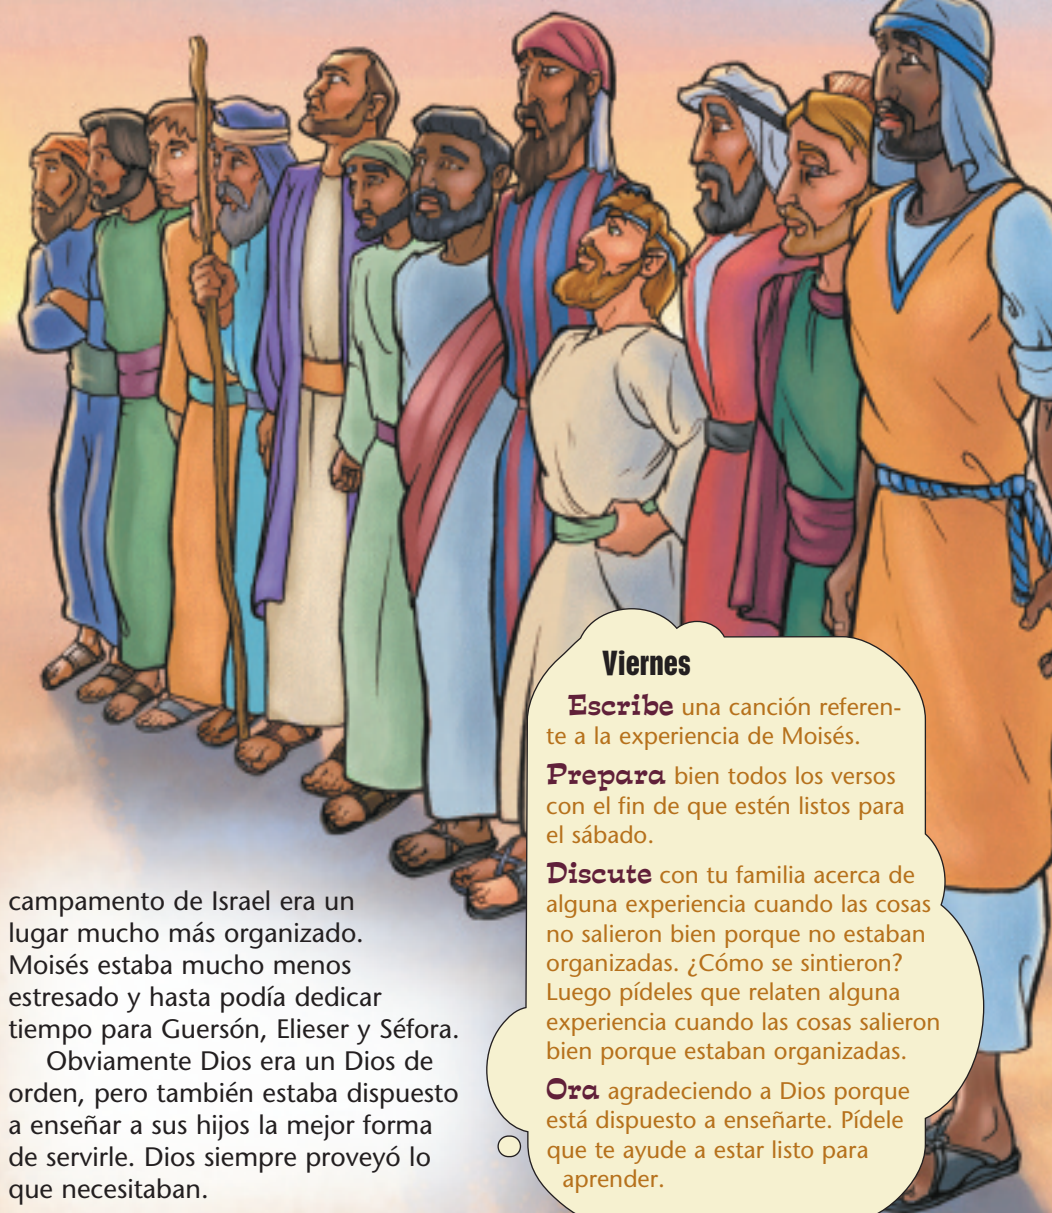 campamento de Israel era un
lugar mucho más organizado.
Moisés estaba mucho menos
estresado y hasta podía dedicar
tiempo para Guersón, Elieser y Séfora.
Obviamente Dios era un Dios de
orden, pero también estaba dispuesto
a enseñar a sus hijos la mejor forma
de servirle. Dios siempre proveyó lo
que necesitaban.
Viernes
Escribe una canción referen-
te a la experiencia de Moisés.
Prepara bien todos los versos
con el fin de que estén listos para
el sábado.
Discute con tu familia acerca de
alguna experiencia cuando las cosas
no salieron bien porque no estaban
organizadas. ¿Cómo se sintieron?
Luego pídeles que relaten alguna
experiencia cuando las cosas salieron
bien porque estaban organizadas.
Ora agradeciendo a Dios porque
está dispuesto a enseñarte. Pídele
que te ayude a estar listo para
aprender.